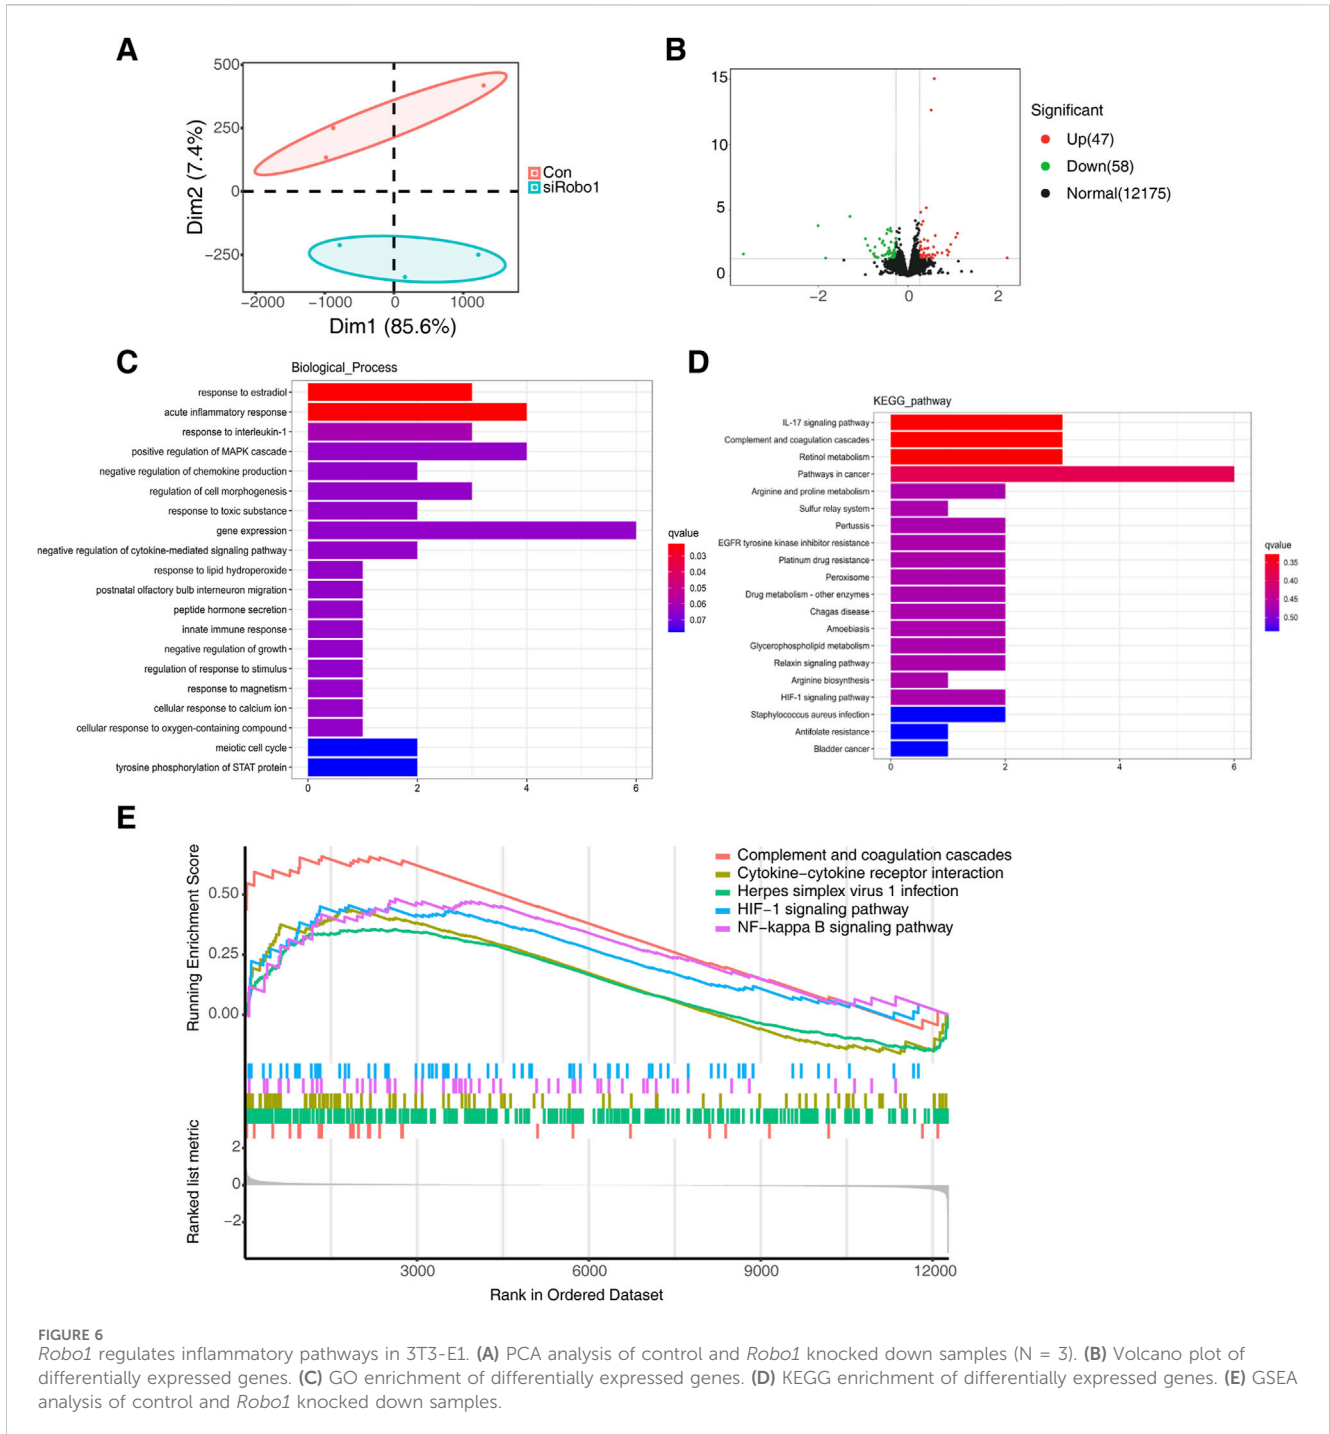 A
500
250
0
−250
−2000
−1000
0
1000
Dim2 (7.4%)
Dim1 (85.6%)
Con
siRobo1
B
15
10
5
0
−2
0
2
Significant
Up(47)
Down(58)
Normal(12175)
C
Biological_Process
response to estradiol
acute inflammatory response
response to interleukin-1
positive regulation of MAPK cascade
negative regulation of chemokine production
regulation of cell morphogenesis
response to toxic substance
gene expression
negative regulation of cytokine-mediated signaling pathway
response to lipid hydroperoxide
postnatal olfactory bulb interneuron migration
peptide hormone secretion
innate immune response
negative regulation of growth
regulation of response to stimulus
response to magnetism
cellular response to calcium ion
cellular response to oxygen-containing compound
meiotic cell cycle
tyrosine phosphorylation of STAT protein
0
2
4
6
qvalue
0.03
0.04
0.05
0.06
0.07
D
KEGG_pathway
IL-17 signaling pathway
Complement and coagulation cascades
Retinol metabolism
Pathways in cancer
Arginine and proline metabolism
Sulfur relay system
Pertussis
EGFR tyrosine kinase inhibitor resistance
Platinum drug resistance
Peroxisome
Drug metabolism - other enzymes
Chagas disease
Amoebiasis
Glycerophospholipid metabolism
Relaxin signaling pathway
Arginine biosynthesis
HIF-1 signaling pathway
Staphylococcus aureus infection
Antifolate resistance
Bladder cancer
0
2
4
6
qvalue
0.35
0.40
0.45
0.50
E
Running Enrichment Score
0.50
0.25
0.00
Complement and coagulation cascades
Cytokine−cytokine receptor interaction
Herpes simplex virus 1 infection
HIF−1 signaling pathway
NF−kappa B signaling pathway
Ranked list metric
2
0
−2
3000
6000
9000
12000
Rank in Ordered Dataset
FIGURE 6
Robo1 regulates inflammatory pathways in 3T3-E1. (A) PCA analysis of control and Robo1 knocked down samples (N = 3). (B) Volcano plot of
differentially expressed genes. (C) GO enrichment of differentially expressed genes. (D) KEGG enrichment of differentially expressed genes. (E) GSEA
analysis of control and Robo1 knocked down samples.